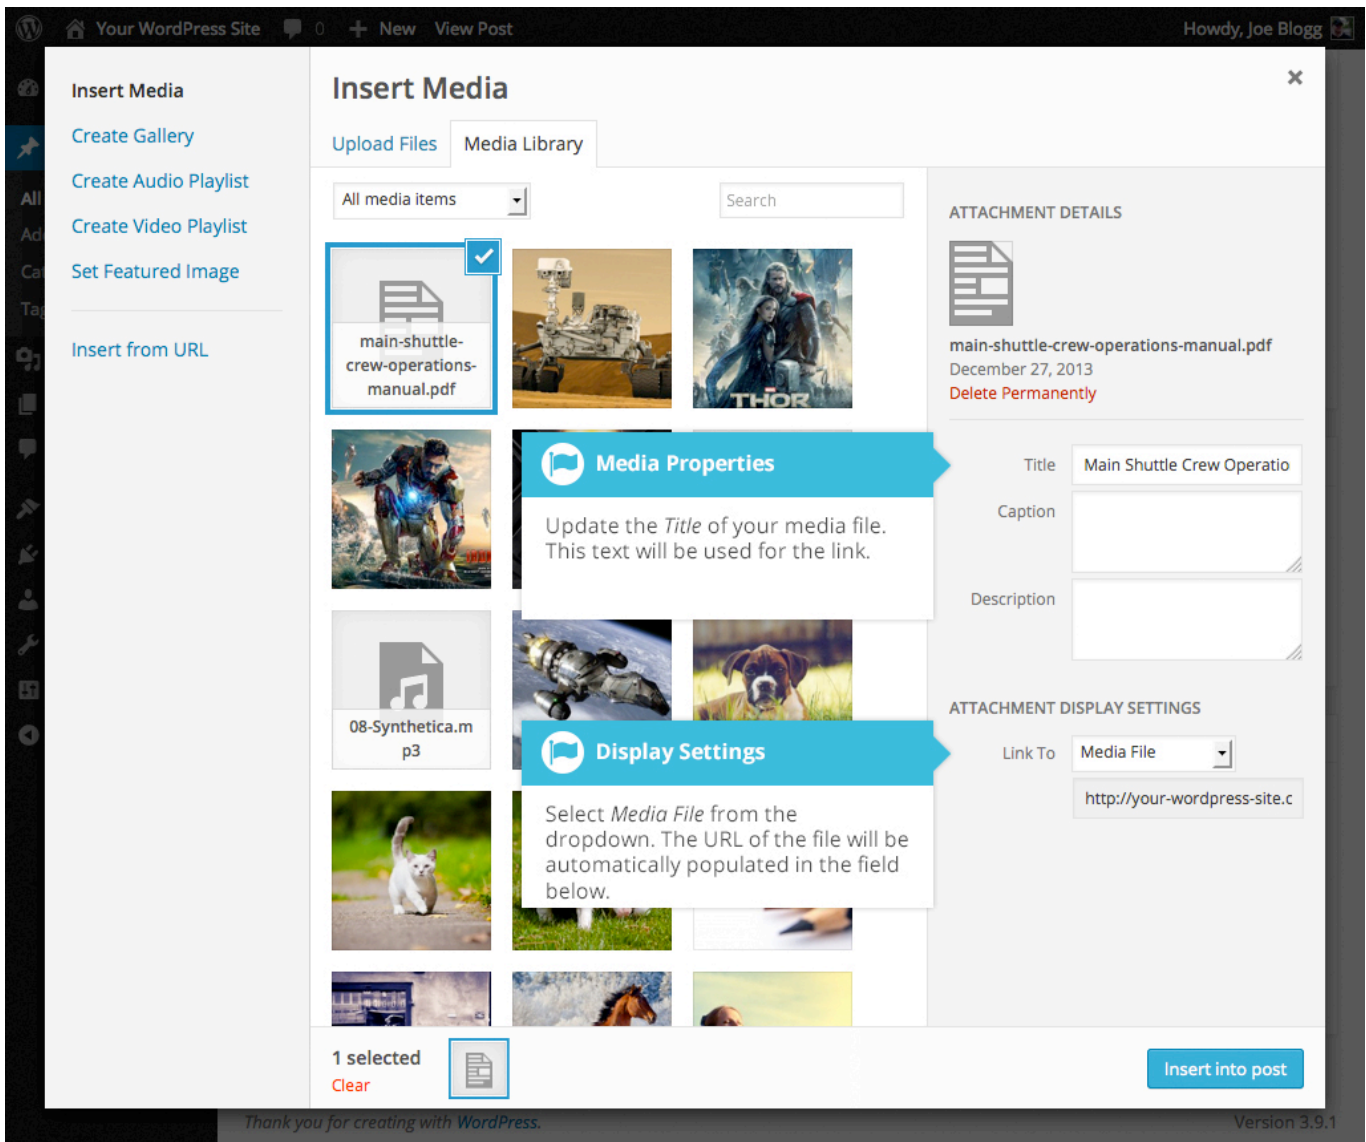 Your WordPress Site 0 New View Post Howdy, Joe Blogg
Insert Media
Create Gallery
Create Audio Playlist
Create Video Playlist
Set Featured Image
Insert from URL
All
Ad
Cat
Tag
Insert Media
Upload Files Media Library
All media items Search
main-shuttle-
crew-operations-
manual.pdf
THOR
08-Synthetica.m
p3
Media Properties
Update the Title of your media file.
This text will be used for the link.
Display Settings
Select Media File from the
dropdown. The URL of the file will be
automatically populated in the field
below.
ATTACHMENT DETAILS
main-shuttle-crew-operations-manual.pdf
December 27, 2013
Delete Permanently
Title Main Shuttle Crew Operatio
Caption
Description
ATTACHMENT DISPLAY SETTINGS
Link To Media File
http://your-wordpress-site.c
1 selected
Clear
Insert into post
Thank you for creating with WordPress. Version 3.9.1